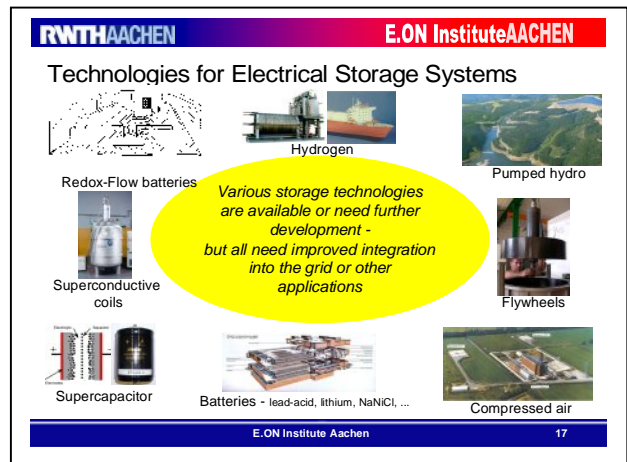 RWTHAACHEN
E.ON InstituteAACHEN
Technologies for Electrical Storage Systems
Hydrogen
Pumped hydro
Redox-Flow batteries
Various storage technologies
are available or need further
development -
but all need improved integration
into the grid or other
applications
Superconductive
coils
Flywheels
+
-
Supercapacitor
Batteries - lead-acid, lithium, NaNiCl, ...
Compressed air
E.ON Institute Aachen
17